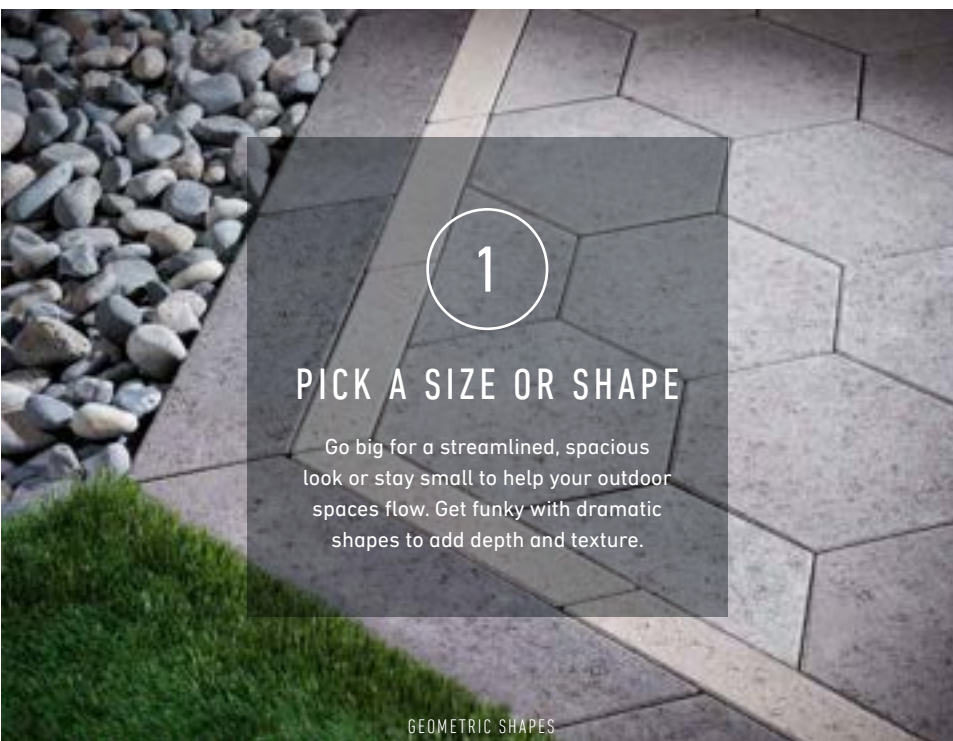 1
PICK A SIZE OR SHAPE
Go big for a streamlined, spacious
look or stay small to help your outdoor
spaces flow. Get funky with dramatic
shapes to add depth and texture.
GEOMETRIC SHAPES